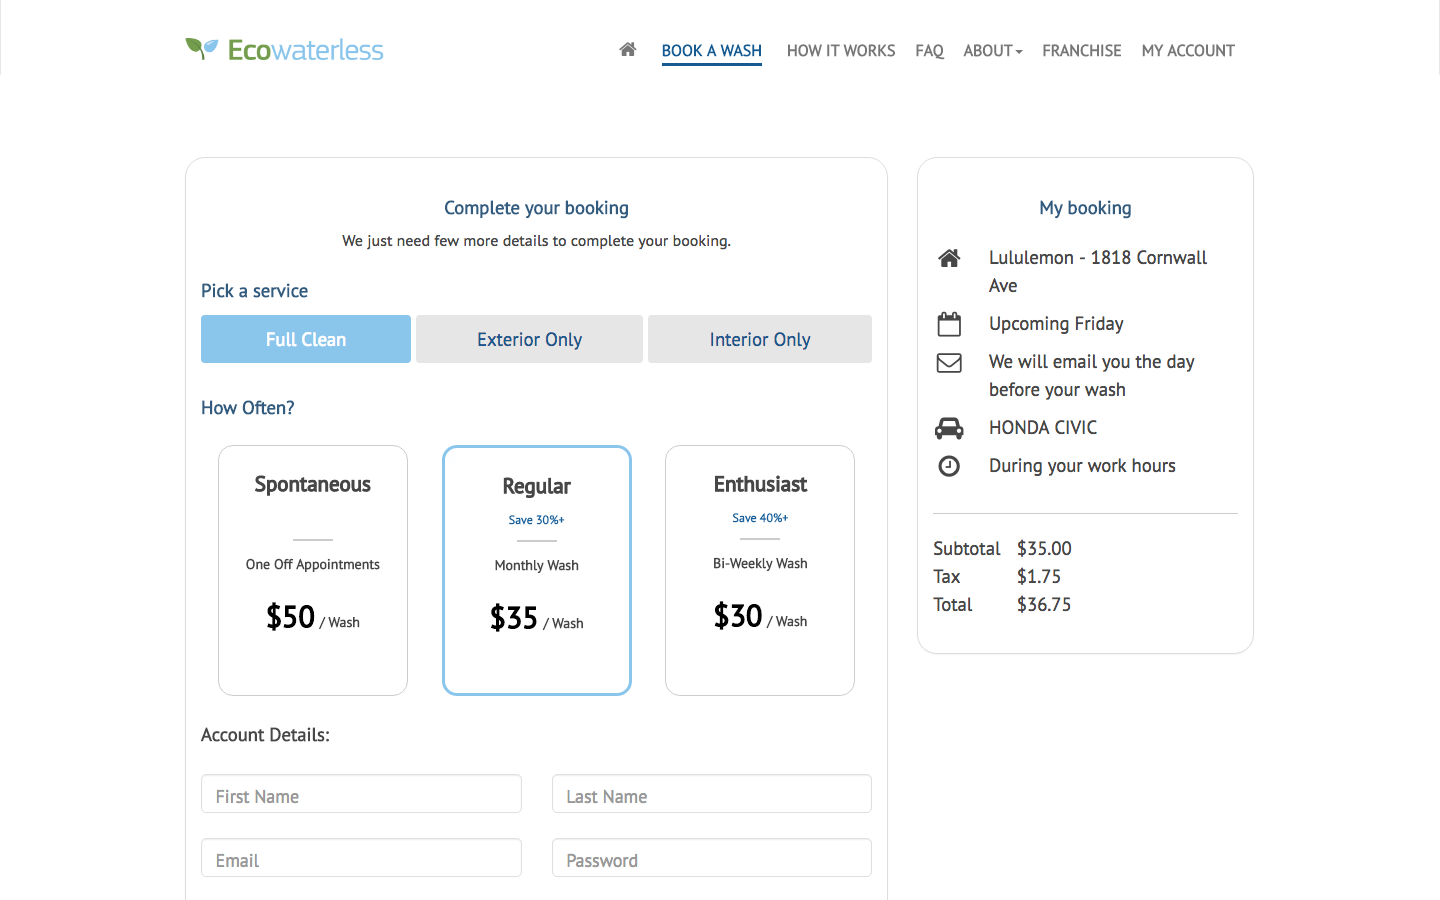 Ecowaterless
BOOK A WASH
HOW IT WORKS
FAQ
ABOUT
FRANCHISE
MY ACCOUNT
Complete your booking
We just need few more details to complete your booking.
Pick a service
Full Clean
Exterior Only
Interior Only
How Often?
Spontaneous
One Off Appointments
$50 / Wash
Regular
Save 30%+
Monthly Wash
$35 / Wash
Enthusiast
Save 40%+
Bi-Weekly Wash
$30 / Wash
Account Details:
First Name
Last Name
Email
Password
My booking
Lululemon - 1818 Cornwall
Ave
Upcoming Friday
We will email you the day
before your wash
HONDA CIVIC
During your work hours
Subtotal $35.00
Tax $1.75
Total $36.75